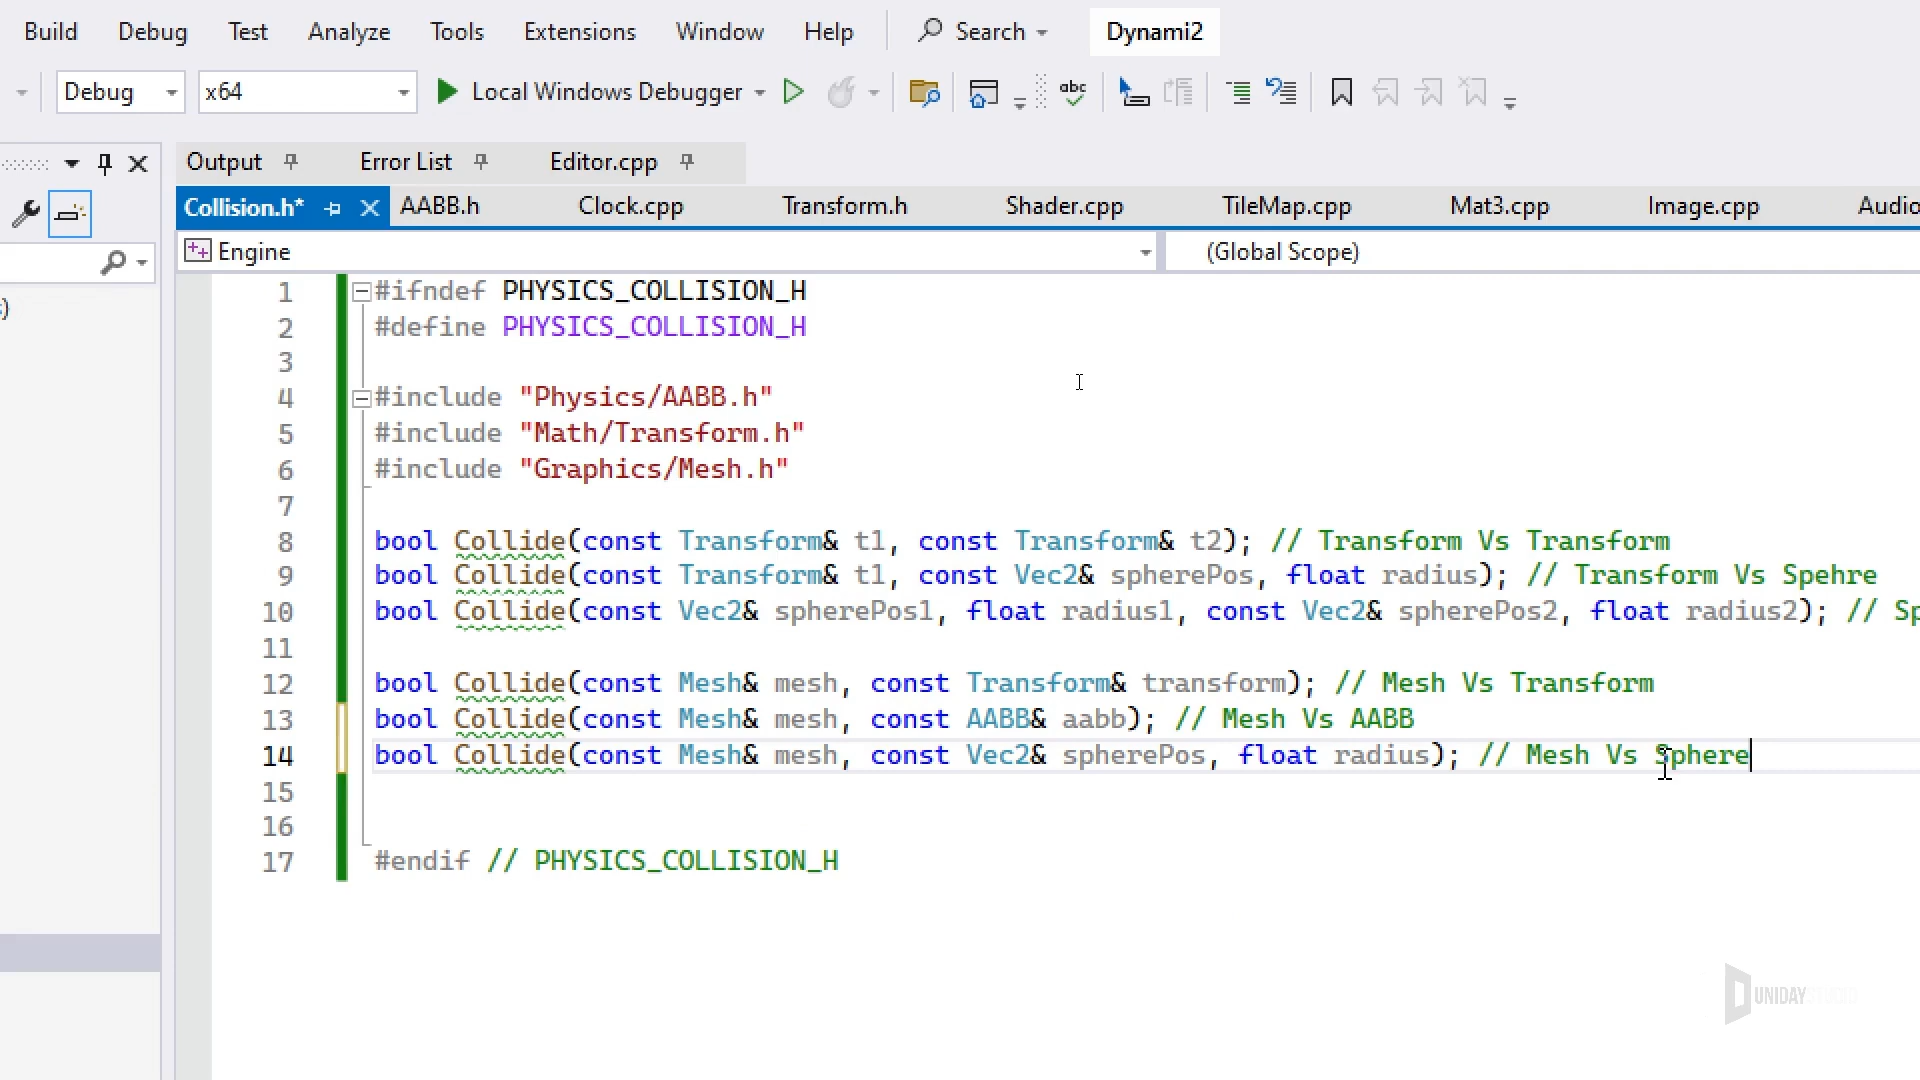 Build Debug Test Analyze Tools Extensions Window Help Search Dynami2
Debug x64 Local Windows Debugger abc
Output Error List Editor.cpp
Collision.h* AABB.h Clock.cpp Transform.h Shader.cpp TileMap.cpp Mat3.cpp Image.cpp Audio
Engine (Global Scope)
1 #ifndef PHYSICS_COLLISION_H
2 #define PHYSICS_COLLISION_H
3
4 #include "Physics/AABB.h"
5 #include "Math/Transform.h"
6 #include "Graphics/Mesh.h"
7
8 bool Collide(const Transform& t1, const Transform& t2); // Transform Vs Transform
9 bool Collide(const Transform& t1, const Vec2& spherePos, float radius); // Transform Vs Spehre
10 bool Collide(const Vec2& spherePos1, float radius1, const Vec2& spherePos2, float radius2); // Sp
11
12 bool Collide(const Mesh& mesh, const Transform& transform); // Mesh Vs Transform
13 bool Collide(const Mesh& mesh, const AABB& aabb); // Mesh Vs AABB
14 bool Collide(const Mesh& mesh, const Vec2& spherePos, float radius); // Mesh Vs Sphere
15
16
17 #endif // PHYSICS_COLLISION_H
UNIDAY STUDIO